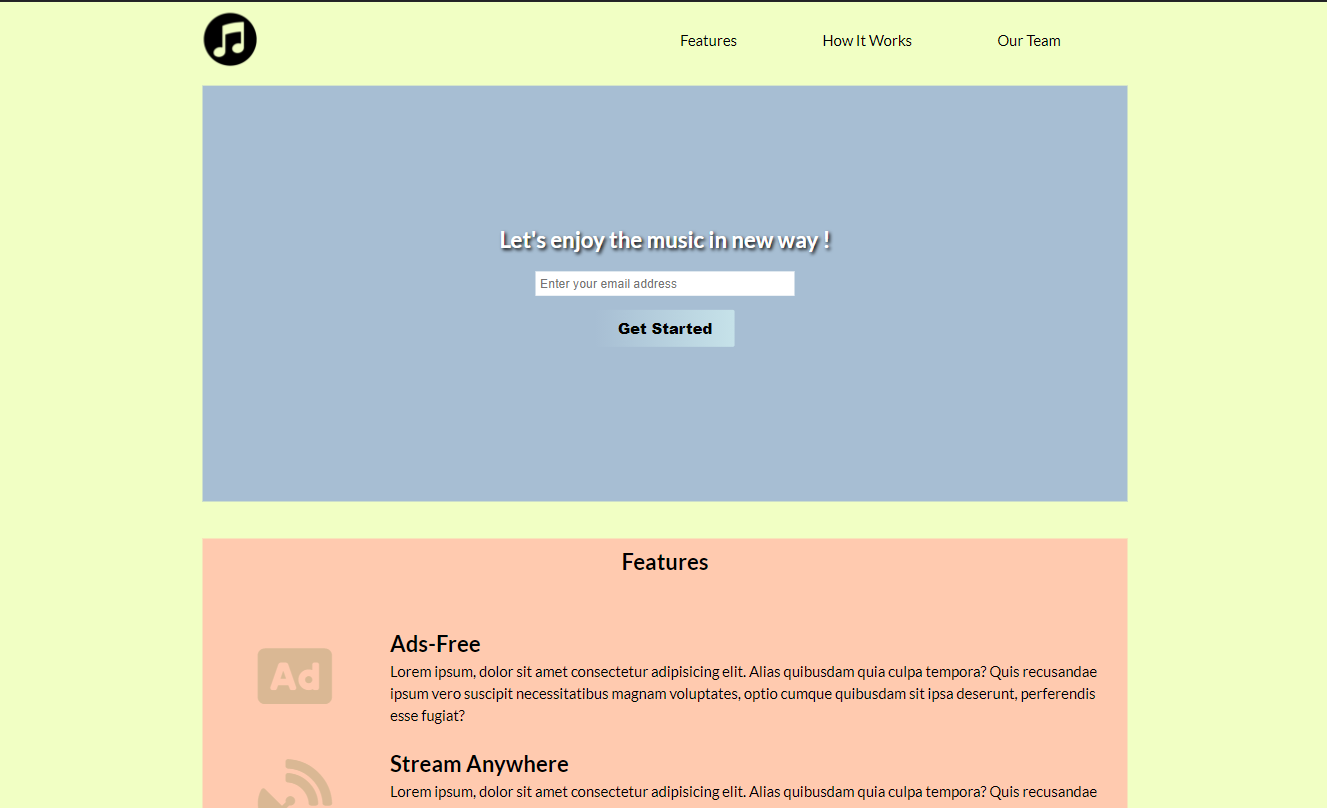 Features
How It Works
Our Team
Let's enjoy the music in new way !
Enter your email address
Get Started
Features
Ad
Ads-Free
Lorem ipsum, dolor sit amet consectetur adipisicing elit. Alias quibusdam quia culpa tempora? Quis recusandae
ipsum vero suscipit necessitatibus magnam voluptates, optio cumque quibusdam sit ipsa deserunt, perferendis
esse fugiat?
Stream Anywhere
Lorem ipsum, dolor sit amet consectetur adipisicing elit. Alias quibusdam quia culpa tempora? Quis recusandae